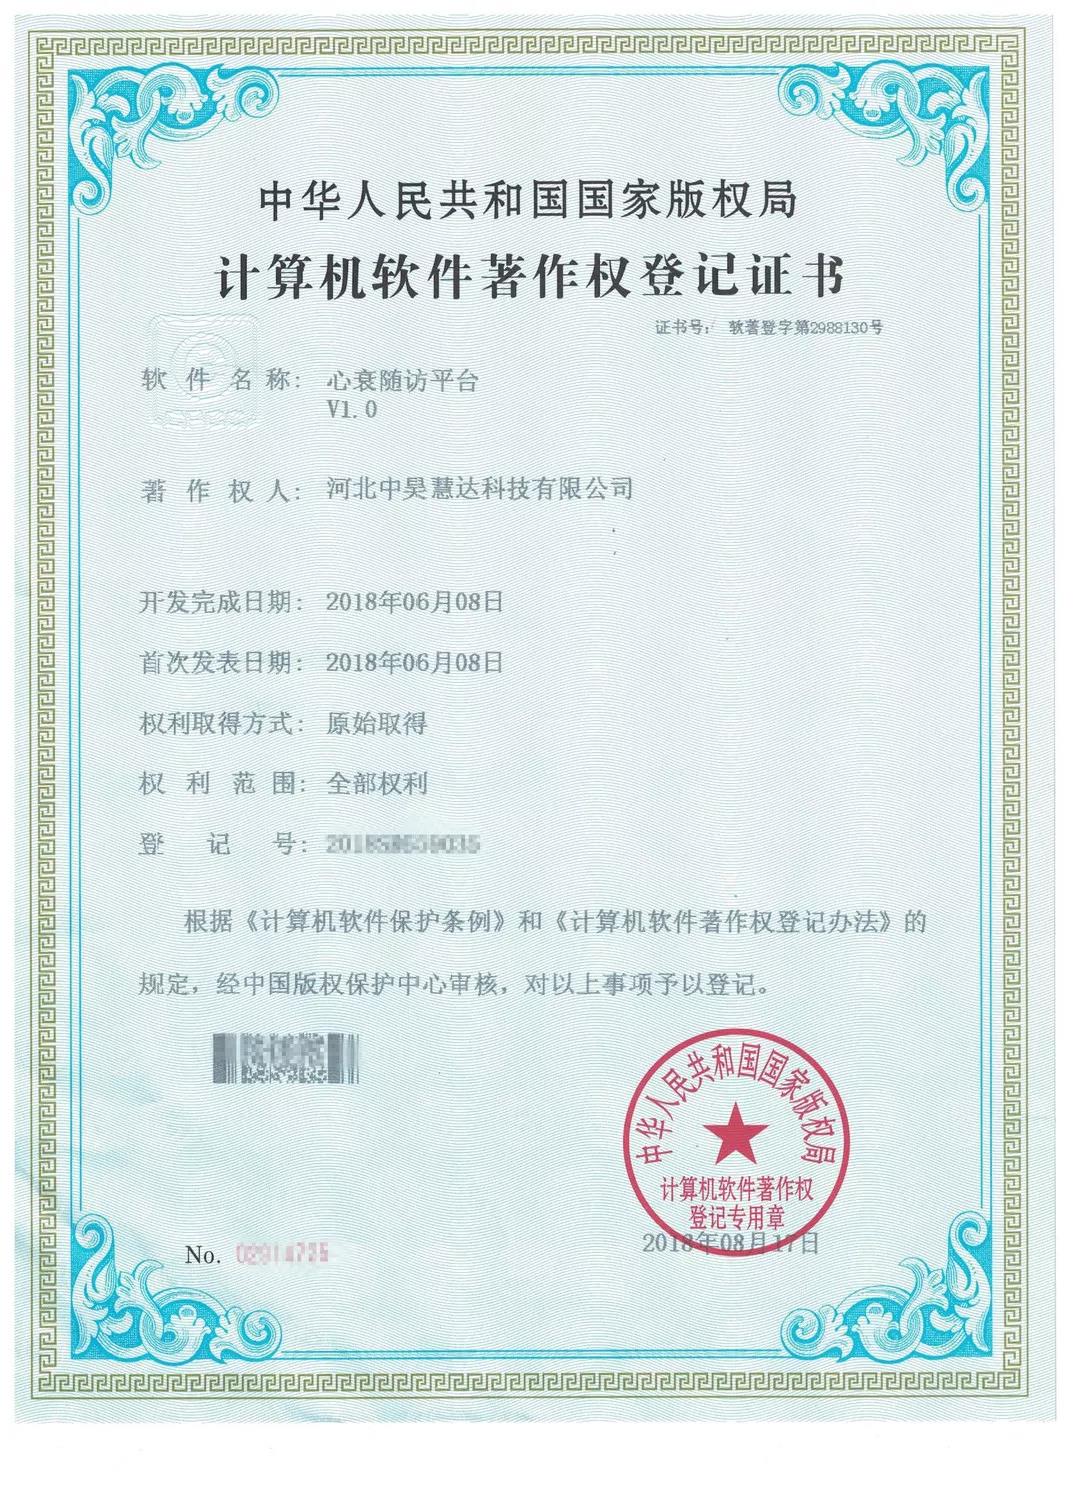 中华人民共和国国家版权局
计算机软件著作权登记证书
证书号： 软著登字第2988130号
软件名称： 心衰随访平台
V1.0
著作权人： 河北中昊慧达科技有限公司
开发完成日期： 2018年06月08日
首次发表日期： 2018年06月08日
权利取得方式： 原始取得
权利范围： 全部权利
登记号：
根据《计算机软件保护条例》和《计算机软件著作权登记办法》的
规定，经中国版权保护中心审核，对以上事项予以登记。
中华人民共和国国家版权局
计算机软件著作权
登记专用章
2018年08月17日
No.